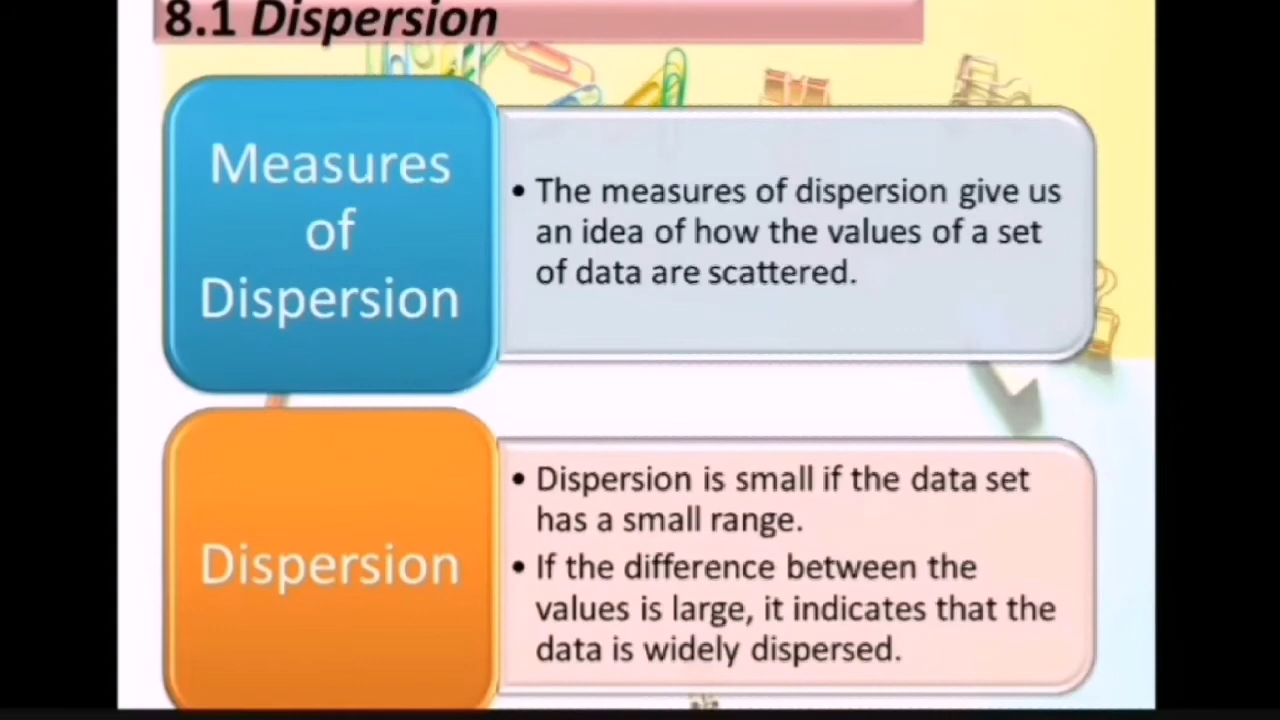 8.1 Dispersion
Measures
of
Dispersion
• The measures of dispersion give us
an idea of how the values of a set
of data are scattered.
Dispersion
• Dispersion is small if the data set
has a small range.
• If the difference between the
values is large, it indicates that the
data is widely dispersed.